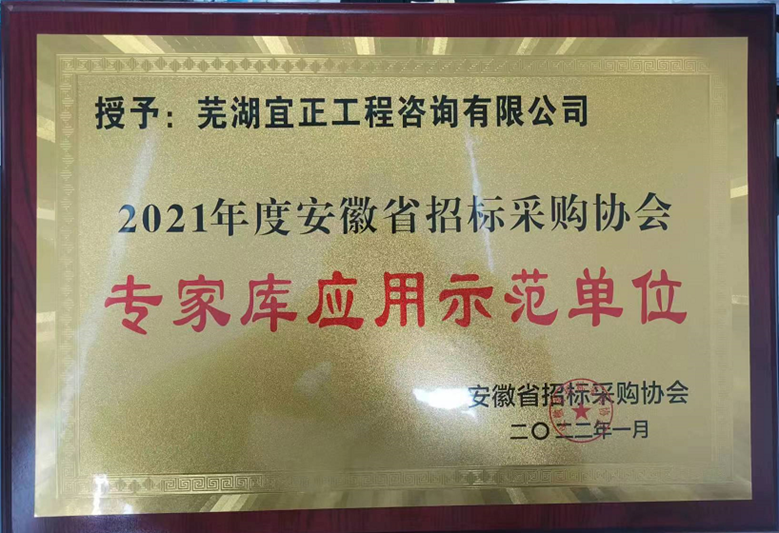 授予：芜湖宜正工程咨询有限公司
2021年度安徽省招标采购协会
专家库应用示范单位
安徽省招标采购协会
二〇二二年一月